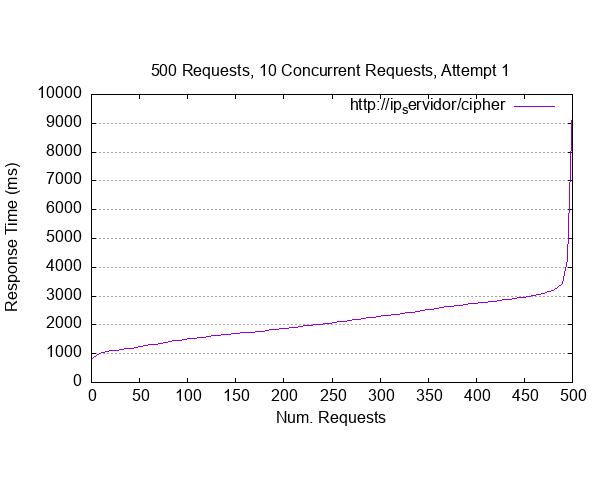 500 Requests, 10 Concurrent Requests, Attempt 1
http://ip_servidor/cipher
10000
9000
8000
7000
6000
5000
4000
3000
2000
1000
0
Response Time (ms)
0 50 100 150 200 250 300 350 400 450 500
Num. Requests